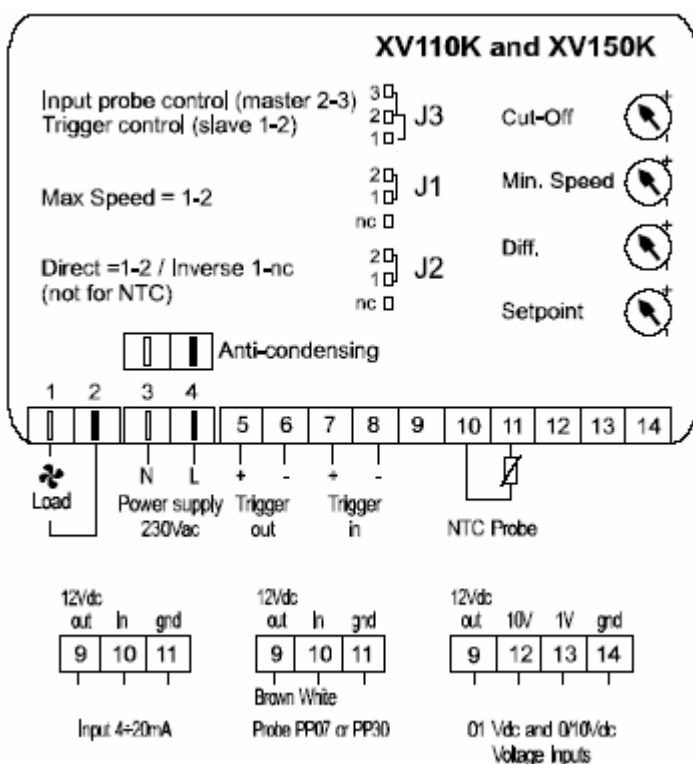 XV110K and XV150K
Input probe control (master 2-3)
Trigger control (slave 1-2)
3
2
1
J3
Cut-Off
+
-
Max Speed = 1-2
2
1
nc
J1
Min. Speed
+
-
Direct =1-2 / Inverse 1-nc
(not for NTC)
2
1
nc
J2
Diff.
+
-
Setpoint
+
-
Anti-condensing
1 2 3 4
5 6 7 8 9 10 11 12 13 14
N L + - + -
Load
Power supply
230Vac
Trigger
out
Trigger
in
NTC Probe
12Vdc
out In gnd
9 10 11
Input 4÷20mA
12Vdc
out In gnd
9 10 11
Brown White
Probe PP07 or PP30
12Vdc
out 10V 1V gnd
9 12 13 14
01 Vdc and 0/10Vdc
Voltage Inputs